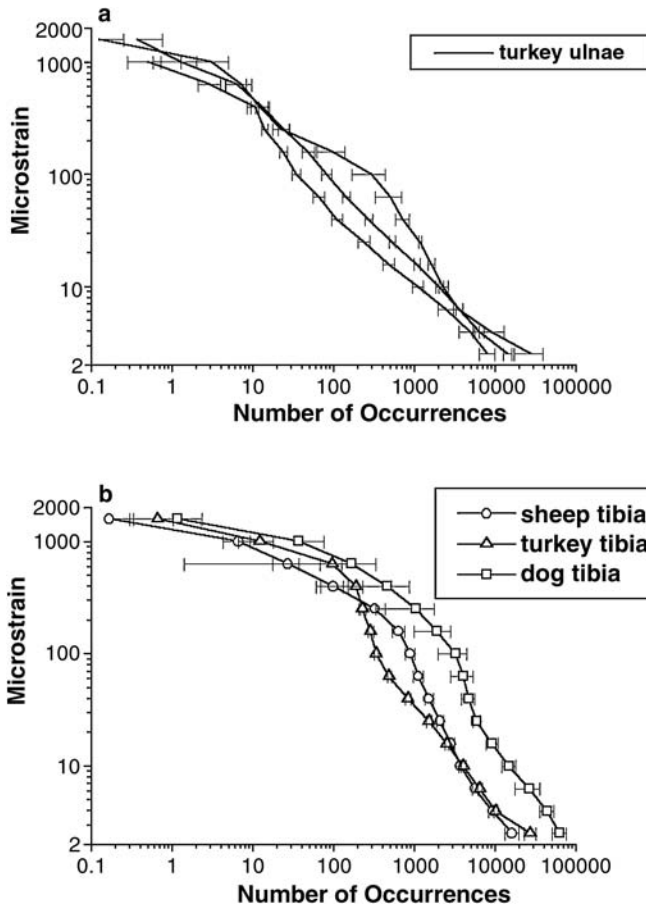 a
turkey ulnae
1000
100
10
2
Microstrain
0.1 1 10 100 1000 10000 100000
Number of Occurrences
b
sheep tibia
turkey tibia
dog tibia
2000
1000
100
10
2
Microstrain
0.1 1 10 100 1000 10000 100000
Number of Occurrences